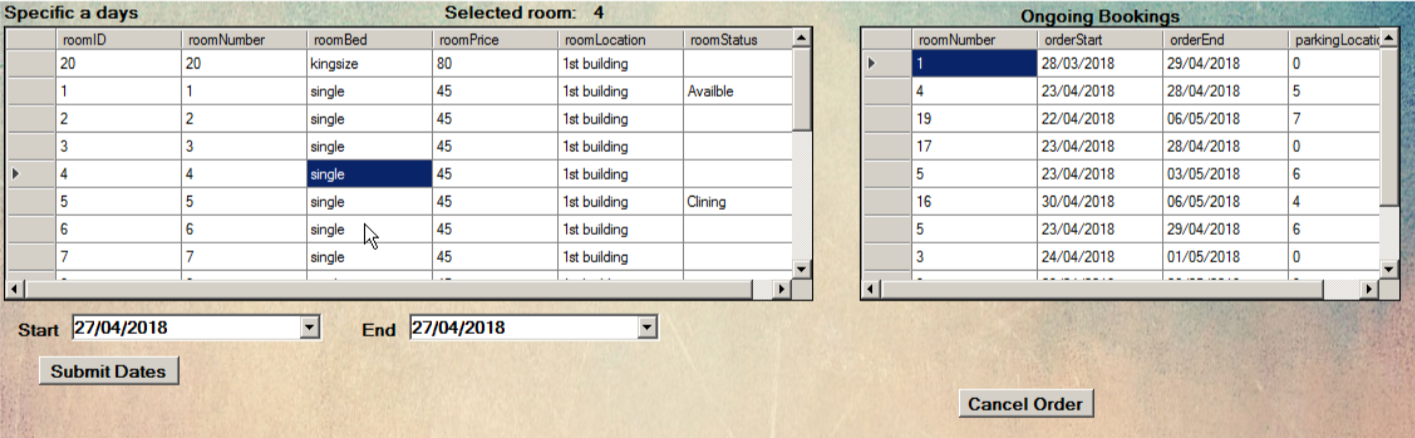 Specific a days Selected room: 4
roomID roomNumber roomBed roomPrice roomLocation roomStatus
20 20 kingsize 80 1st building
1 1 single 45 1st building Availble
2 2 single 45 1st building
3 3 single 45 1st building
4 4 single 45 1st building
5 5 single 45 1st building Clining
6 6 single 45 1st building
7 7 single 45 1st building
Start 27/04/2018 End 27/04/2018
Submit Dates
Ongoing Bookings
roomNumber orderStart orderEnd
1 28/03/2018 29/04/2018 0
4 23/04/2018 28/04/2018 5
19 22/04/2018 06/05/2018 7
17 23/04/2018 28/04/2018 0
5 23/04/2018 03/05/2018 6
16 30/04/2018 06/05/2018 4
5 23/04/2018 29/04/2018 6
3 24/04/2018 01/05/2018 0
Cancel Order